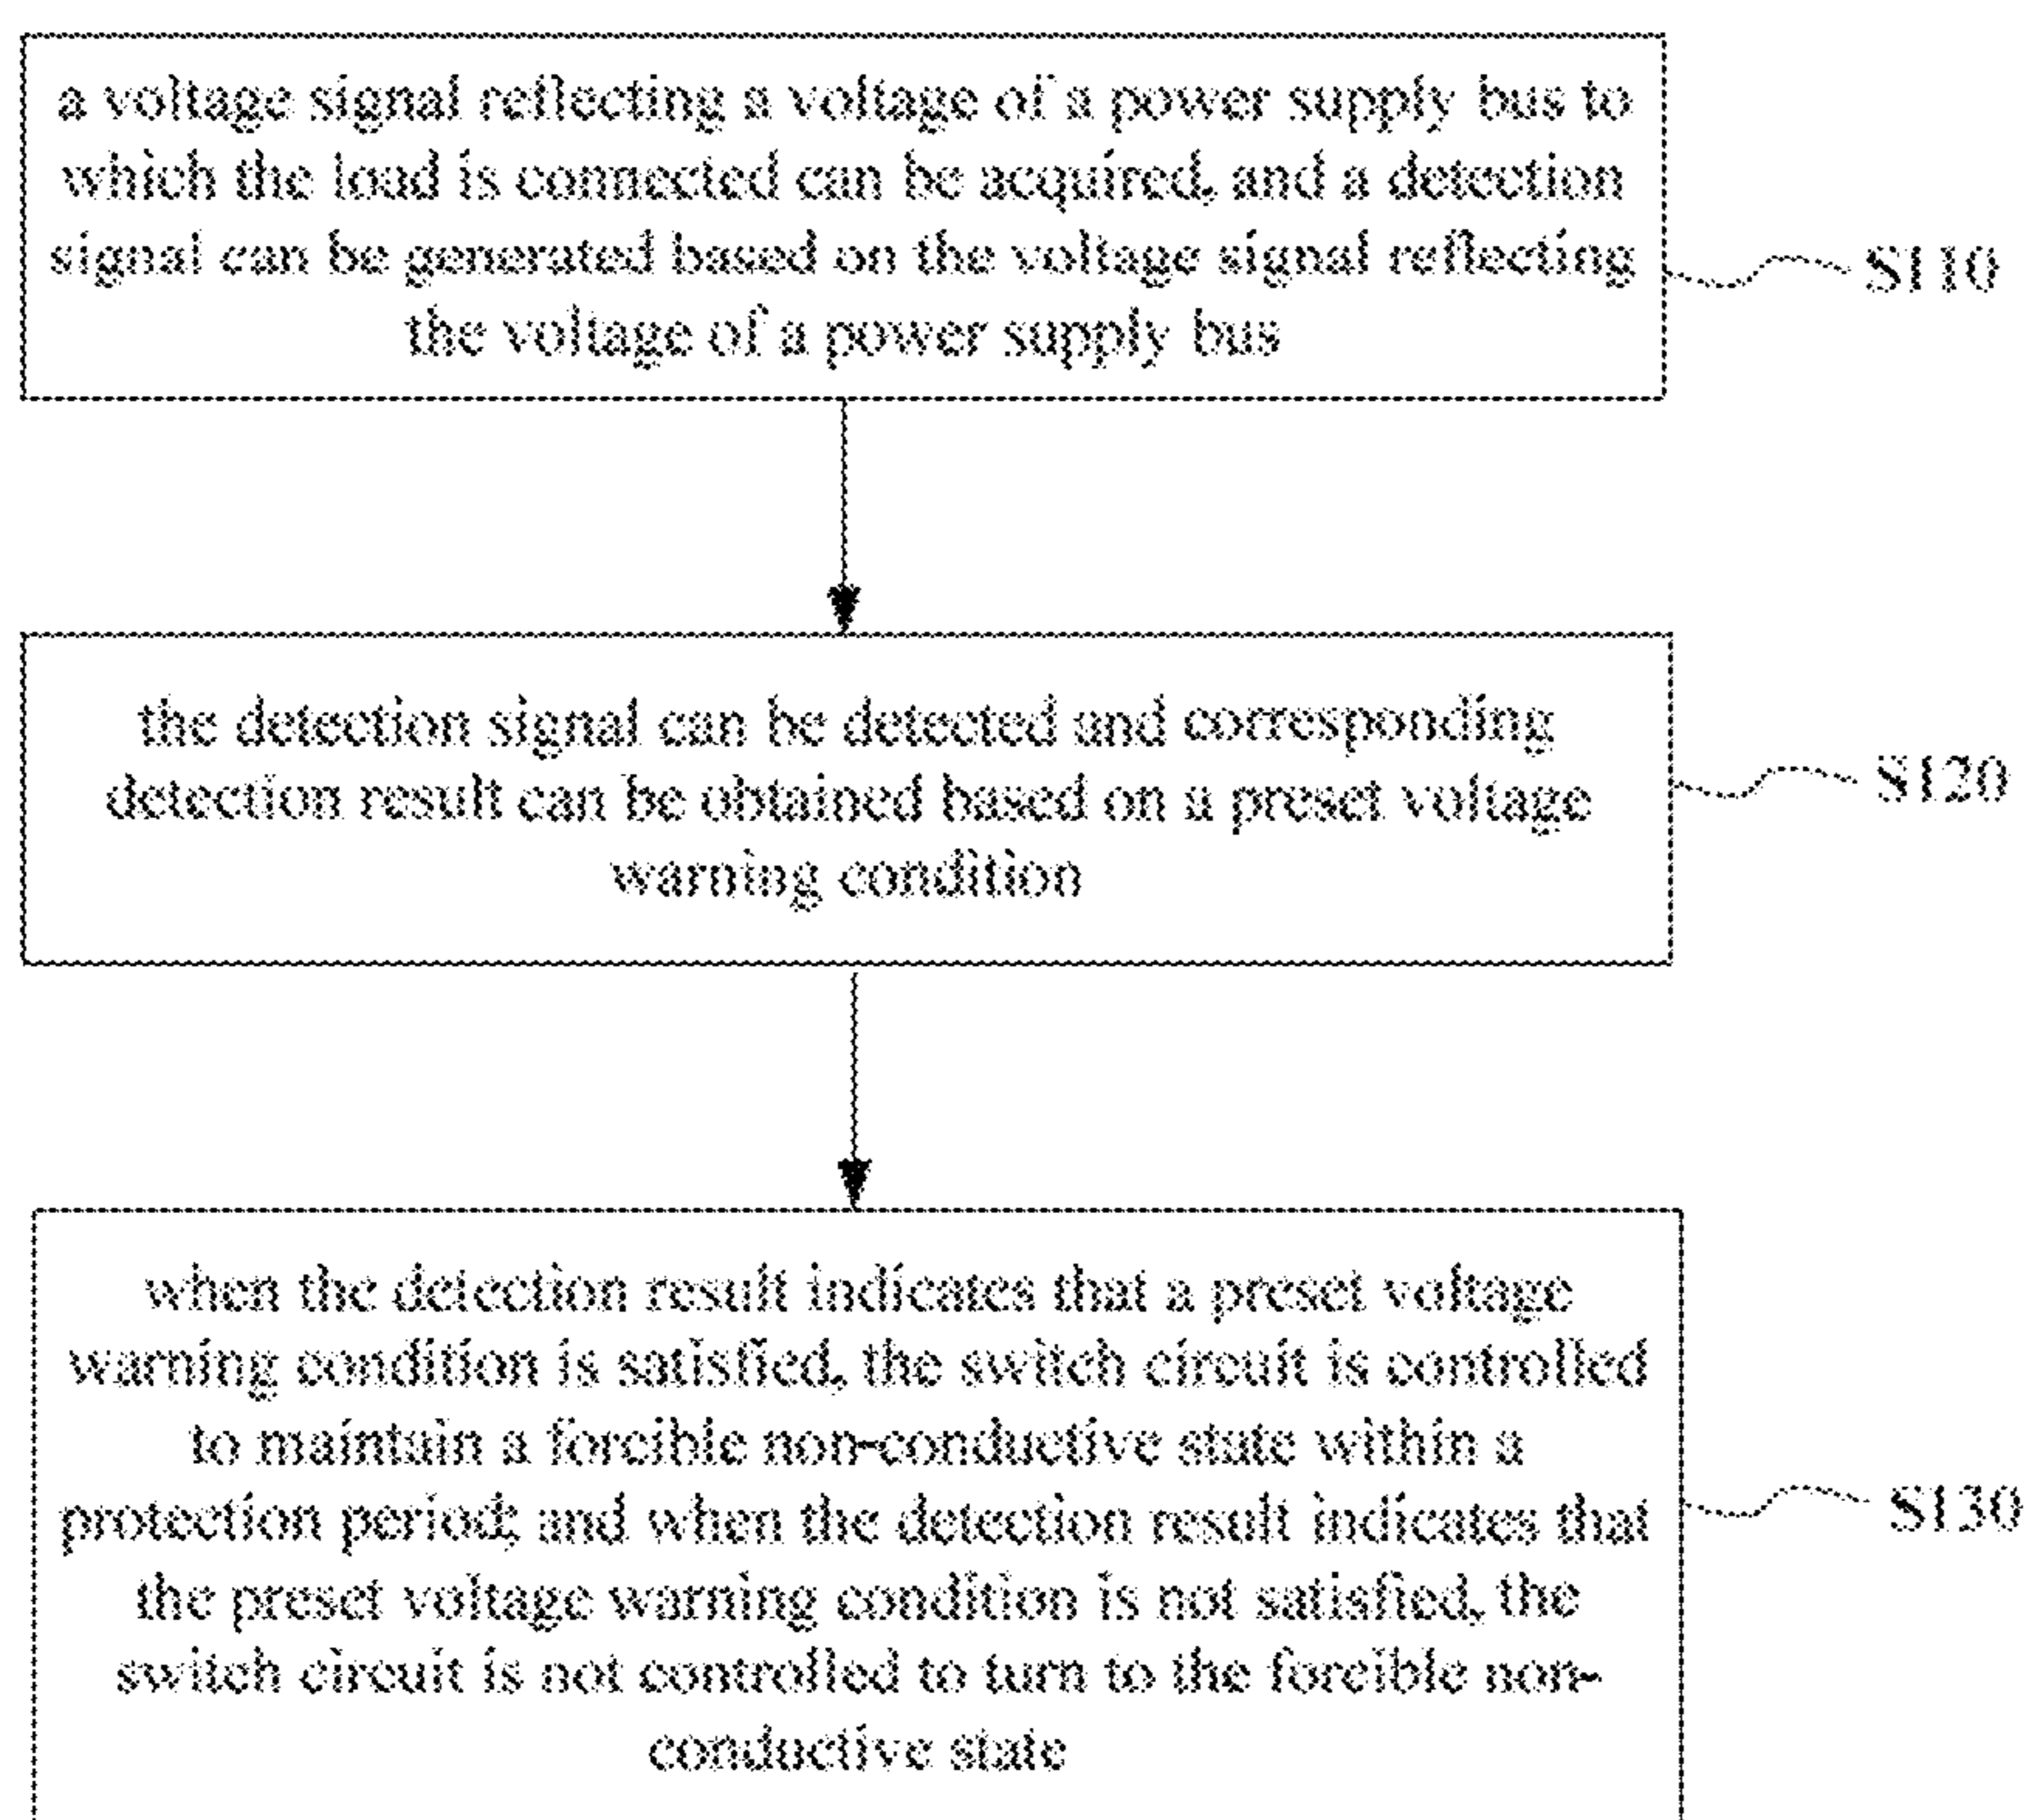 a voltage signal reflecting a voltage of a power supply bus to
which the load is connected can be acquired, and a detection
signal can be generated based on the voltage signal reflecting
the voltage of a power supply bus
S110
the detection signal can be detected and corresponding
detection result can be obtained based on a preset voltage
warning condition
S120
when the detection result indicates that a preset voltage
warning condition is satisfied, the switch circuit is controlled
to maintain a forcible non-conductive state within a
protection period; and when the detection result indicates that
the preset voltage warning condition is not satisfied, the
switch circuit is not controlled to turn to the forcible non-
conductive state
S130